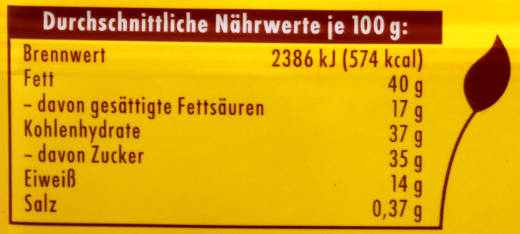 Durchschnittliche Nährwerte je 100 g:
Brennwert 2386 kJ (574 kcal)
Fett 40 g
– davon gesättigte Fettsäuren 17 g
Kohlenhydrate 37 g
– davon Zucker 35 g
Eiweiß 14 g
Salz 0,37 g